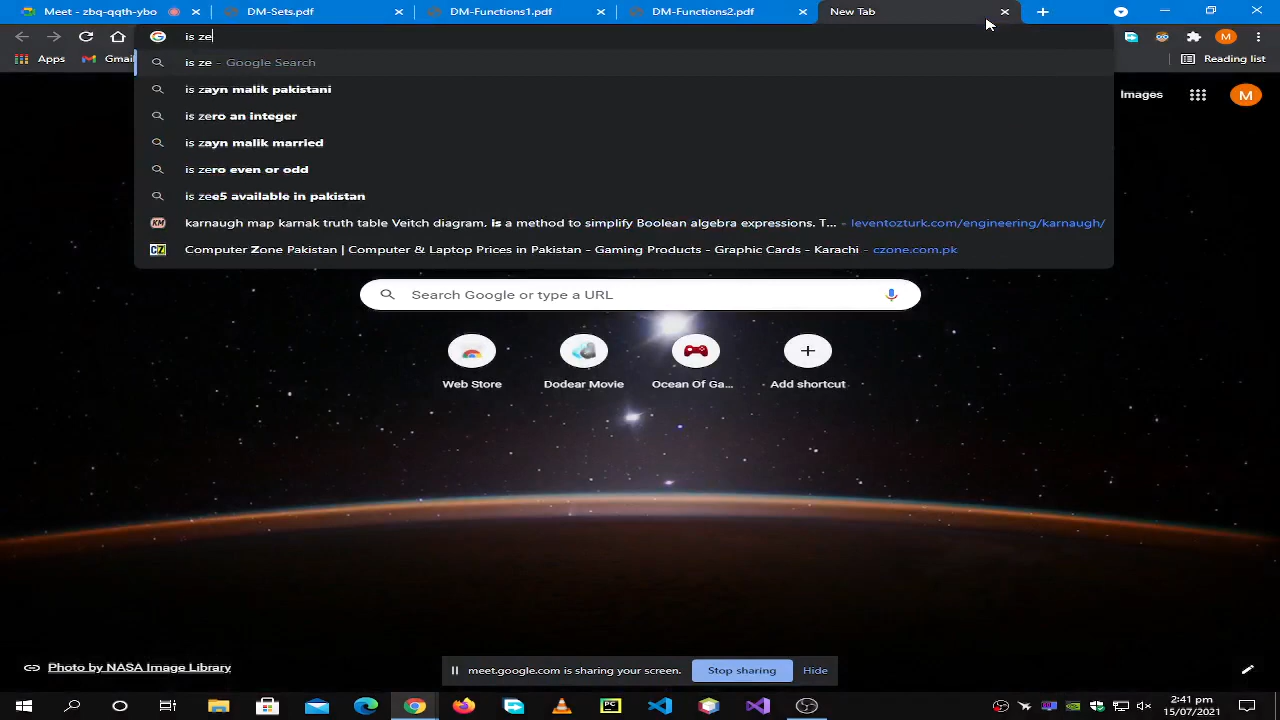 Meet - zbq-qqth-ybo
DM-Sets.pdf
DM-Functions1.pdf
DM-Functions2.pdf
New Tab
is ze
Apps
Gmai
Reading list
is ze - Google Search
is zayn malik pakistani
is zero an integer
is zayn malik married
is zero even or odd
is zee5 available in pakistan
karnaugh map karnak truth table Veitch diagram. Is a method to simplify Boolean algebra expressions. T... - leventozturk.com/engineering/karnaugh/
Computer Zone Pakistan | Computer & Laptop Prices in Pakistan - Gaming Products - Graphic Cards - Karachi - czone.com.pk
Images
M
M
KM
CZ
Search Google or type a URL
Web Store
Dodear Movie
Ocean Of Ga...
Add shortcut
Photo by NASA Image Library
meet.google.com is sharing your screen.
Stop sharing
Hide
PC
2:41 pm
15/07/2021